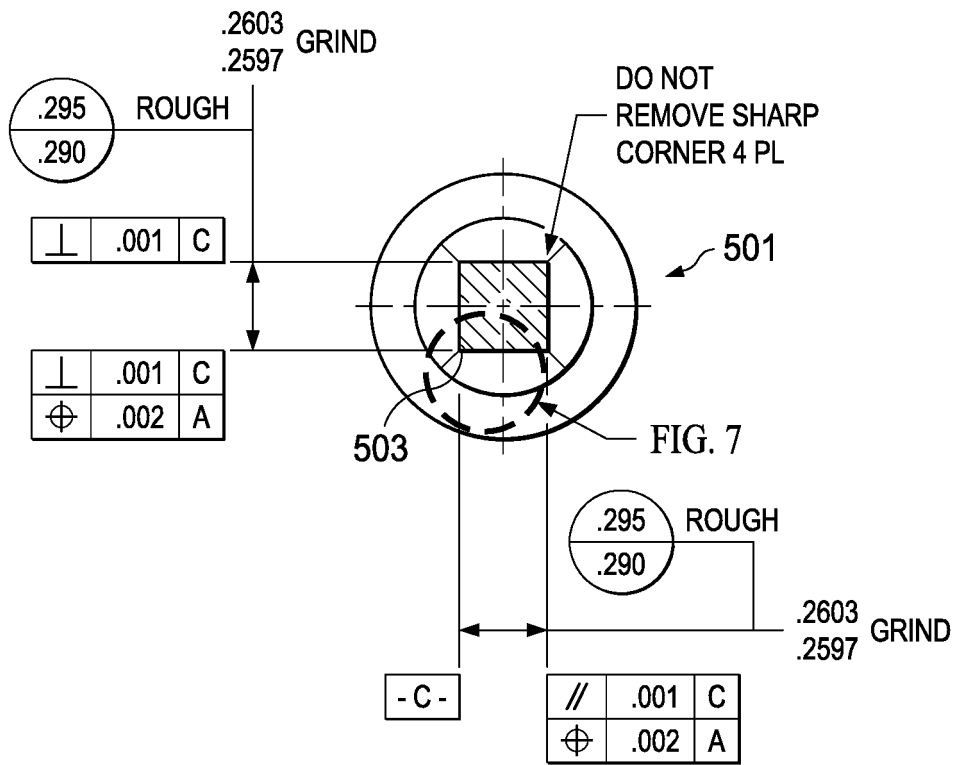 .2603
.2597 GRIND
.295 ROUGH
.290
DO NOT
REMOVE SHARP
CORNER 4 PL
⊥ .001 C
501
⊥ .001 C
⌖ .002 A
503
FIG. 7
.295 ROUGH
.290
.2603
.2597 GRIND
- C -
// .001 C
⌖ .002 A